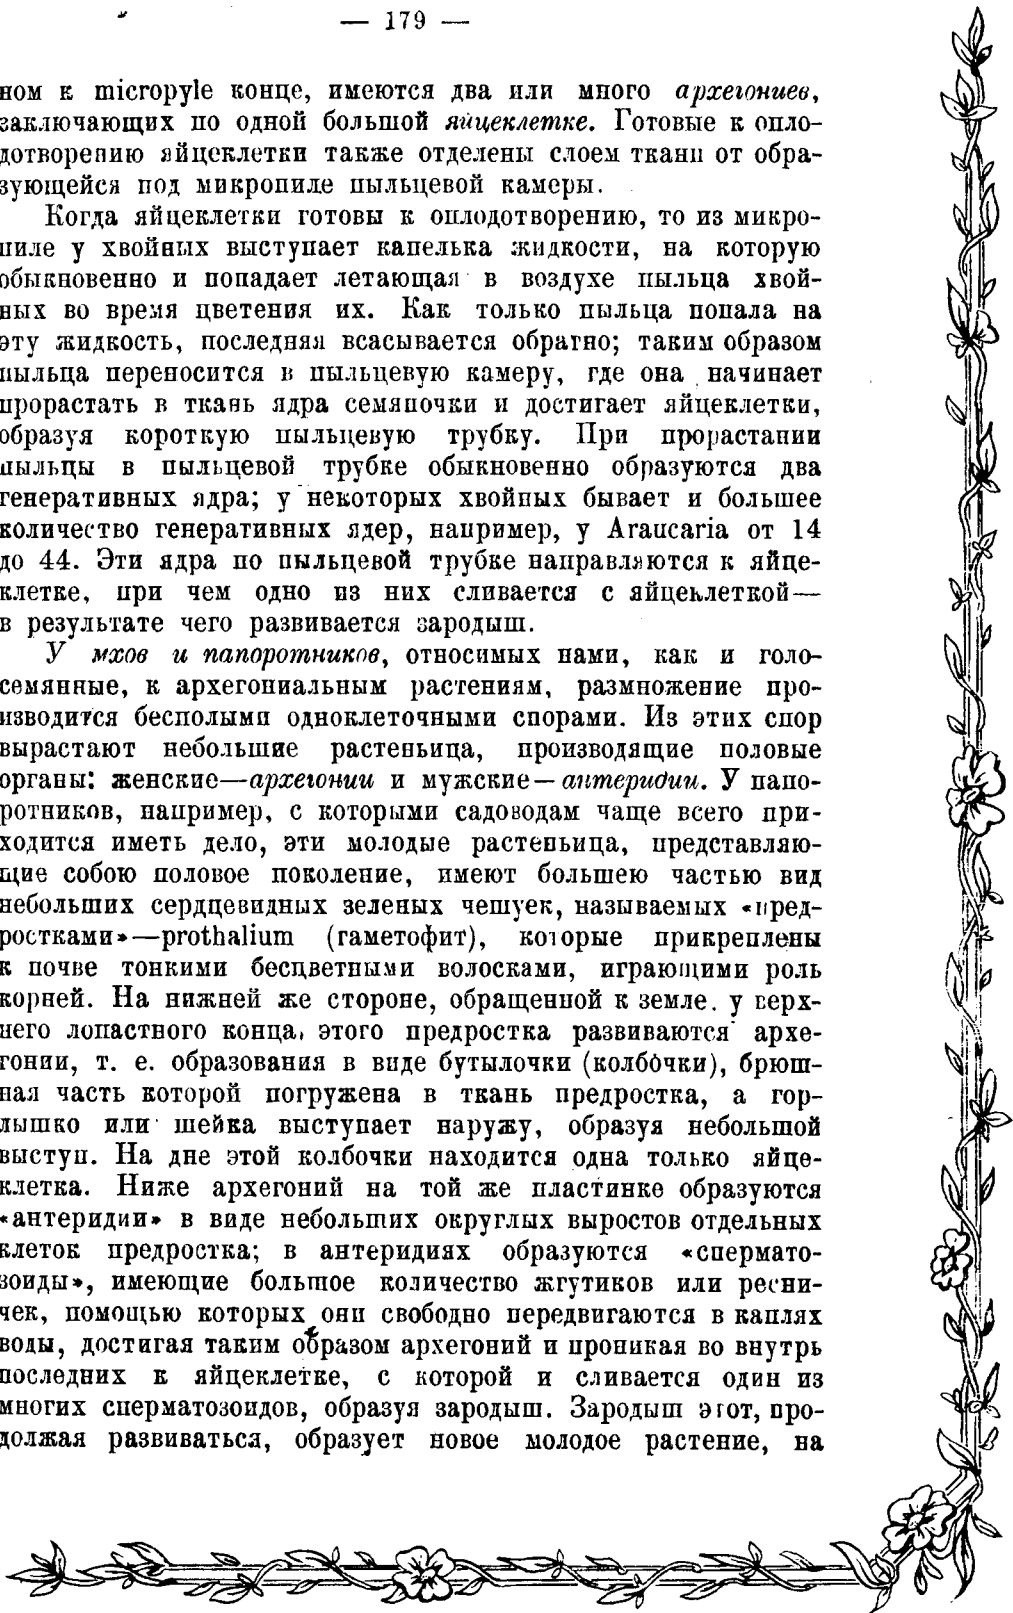 — 179 —
ном к micropyle конце, имеются два или много архегониев,
заключающих по одной большой яйцеклетке. Готовые к опло-
дотворению яйцеклетки также отделены слоем ткани от обра-
зующейся под микропиле пыльцевой камеры.
Когда яйцеклетки готовы к оплодотворению, то из микро-
пиле у хвойных выступает капелька жидкости, на которую
обыкновенно и попадает летающая в воздухе пыльца хвой-
ных во время цветения их. Как только пыльца попала на
эту жидкость, последняя всасывается обратно; таким образом
пыльца переносится в пыльцевую камеру, где она начинает
прорастать в ткань ядра семяпочки и достигает яйцеклетки,
образуя короткую пыльцевую трубку. При прорастании
пыльцы в пыльцевой трубке обыкновенно образуются два
генеративных ядра; у некоторых хвойных бывает и большее
количество генеративных ядер, например, у Araucaria от 14
до 44. Эти ядра по пыльцевой трубке направляются к яйце-
клетке, при чем одно из них сливается с яйцеклеткой—
в результате чего развивается зародыш.
У мхов и папоротников, относимых нами, как и голо-
семянные, к архегониальным растениям, размножение про-
изводится бесполыми одноклеточными спорами. Из этих спор
вырастают небольшие растеньица, производящие половые
органы: женские—архегонии и мужские—антеридии. У папо-
ротников, например, с которыми садоводам чаще всего при-
ходится иметь дело, эти молодые растеньица, представляю-
щие собою половое поколение, имеют большею частью вид
небольших сердцевидных зеленых чешуек, называемых «пред-
ростками»—prothalium (гаметофит), которые прикреплены
к почве тонкими бесцветными волосками, играющими роль
корней. На нижней же стороне, обращенной к земле. у верх-
него лопастного конца, этого предростка развиваются архе-
гонии, т. е. образования в виде бутылочки (колбочки), брюш-
ная часть которой погружена в ткань предростка, а гор-
лышко или шейка выступает наружу, образуя небольшой
выступ. На дне этой колбочки находится одна только яйце-
клетка. Ниже архегоний на той же пластинке образуются
«антеридии» в виде небольших округлых выростов отдельных
клеток предростка; в антеридиях образуются «спермато-
зоиды», имеющие большое количество жгутиков или ресни-
чек, помощью которых они свободно передвигаются в каплях
воды, достигая таким образом архегоний и проникая во внутрь
последних к яйцеклетке, с которой и сливается один из
многих сперматозоидов, образуя зародыш. Зародыш этот, про-
должая развиваться, образует новое молодое растение, на